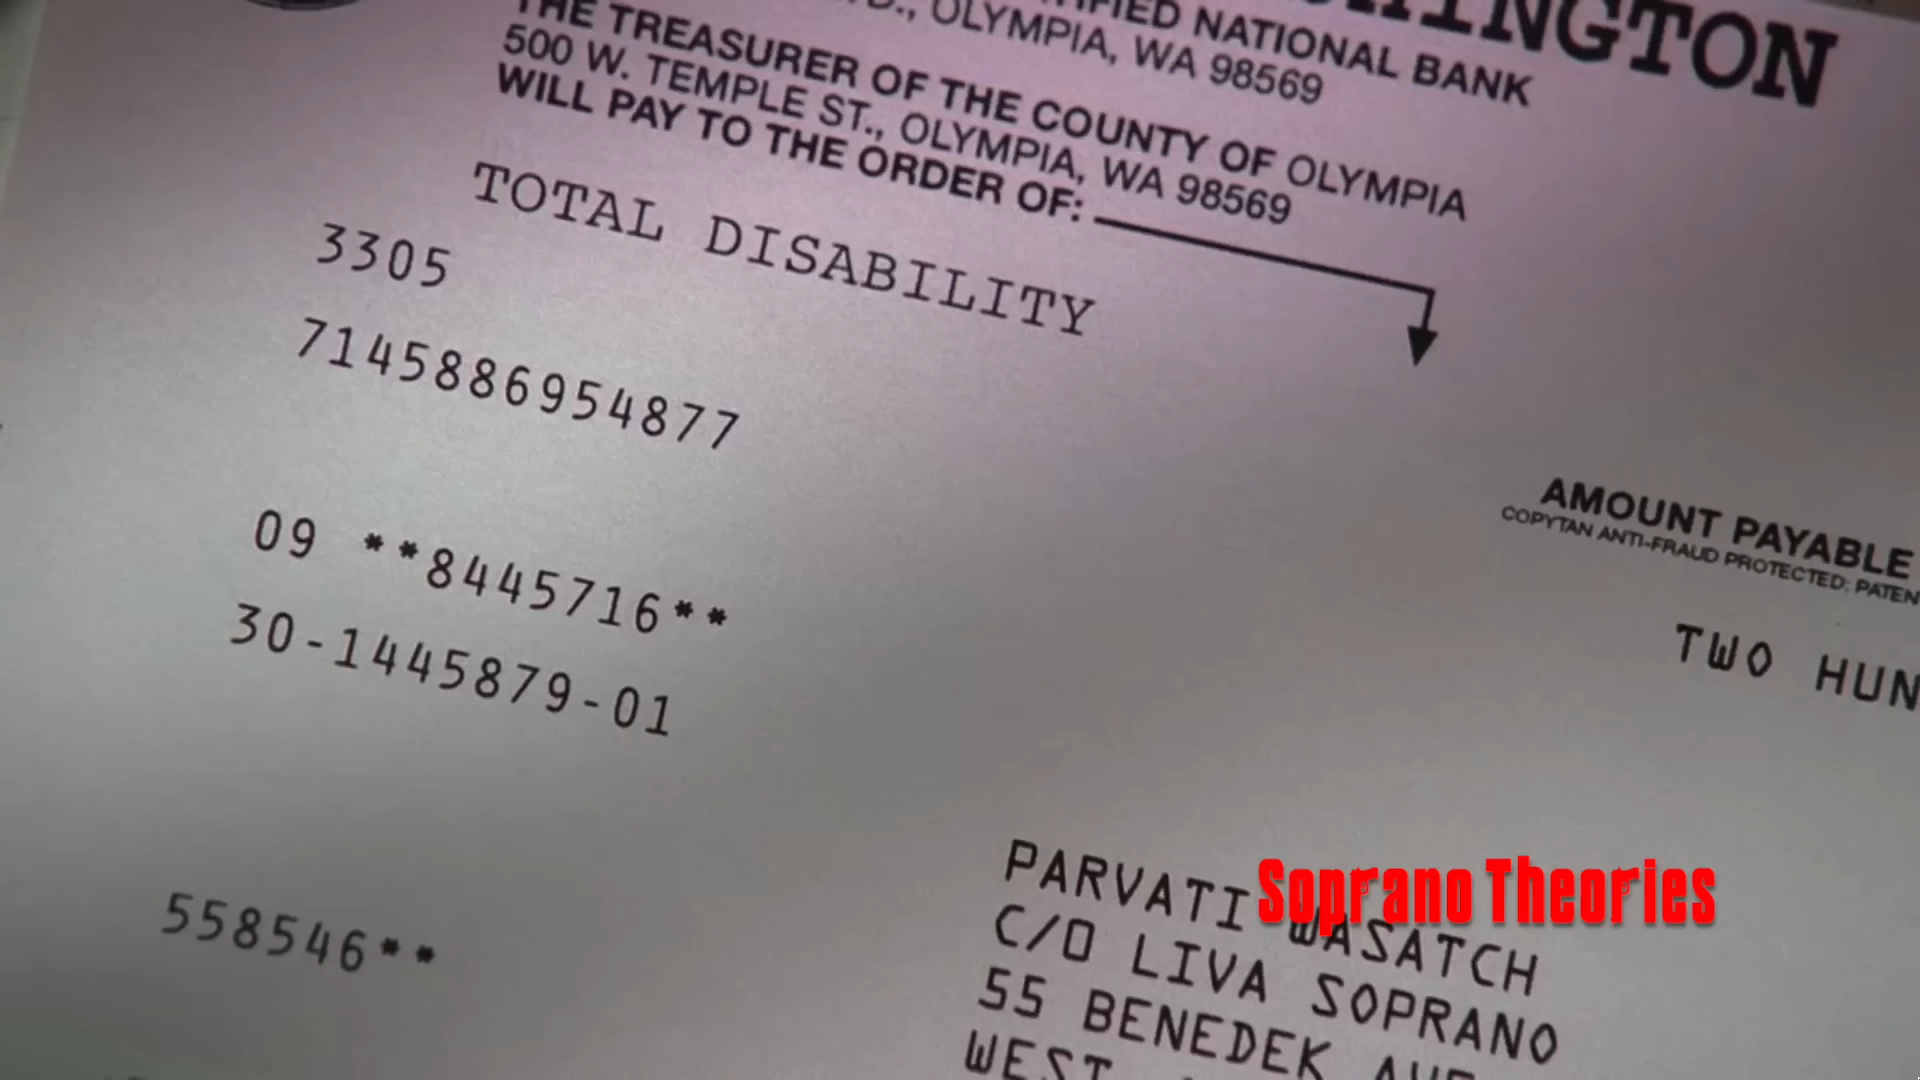 HINGTON
IFIED NATIONAL BANK
D., OLYMPIA, WA 98569
THE TREASURER OF THE COUNTY OF OLYMPIA
500 W. TEMPLE ST., OLYMPIA, WA 98569
WILL PAY TO THE ORDER OF:
TOTAL DISABILITY
3305
7145886954877
AMOUNT PAYABLE
COPYTAN ANTI-FRAUD PROTECTED: PATEN
09 **8445716**
TWO HUN
30-1445879-01
Soprano Theories
PARVATI WASATCH
C/O LIVA SOPRANO
558546**
55 BENEDEK AVE
WEST